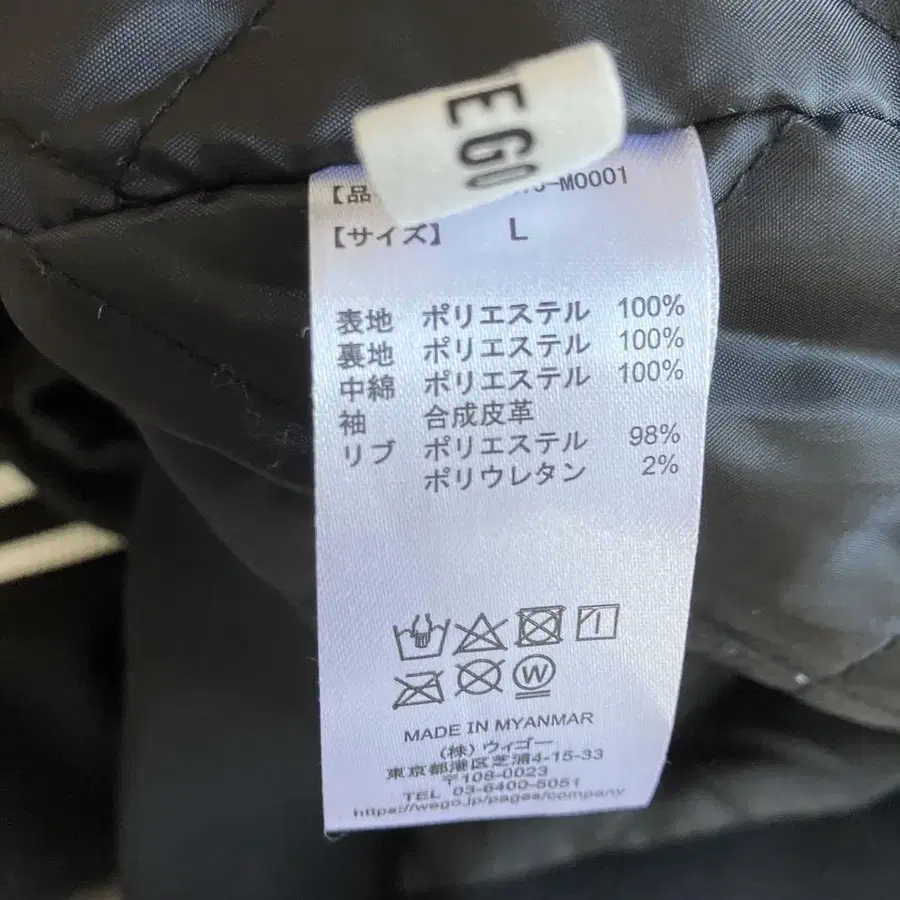 WEGO
【品
-M0001
【サイズ】 L
表地 ポリエステル 100%
裏地 ポリエステル 100%
中綿 ポリエステル 100%
袖 合成皮革
リブ ポリエステル 98%
ポリウレタン 2%
W
MADE IN MYANMAR
(株) ウィゴー
東京都港区芝浦4-15-33
〒108-0023
TEL 03-6400-5051
https://wego.jp/pages/company